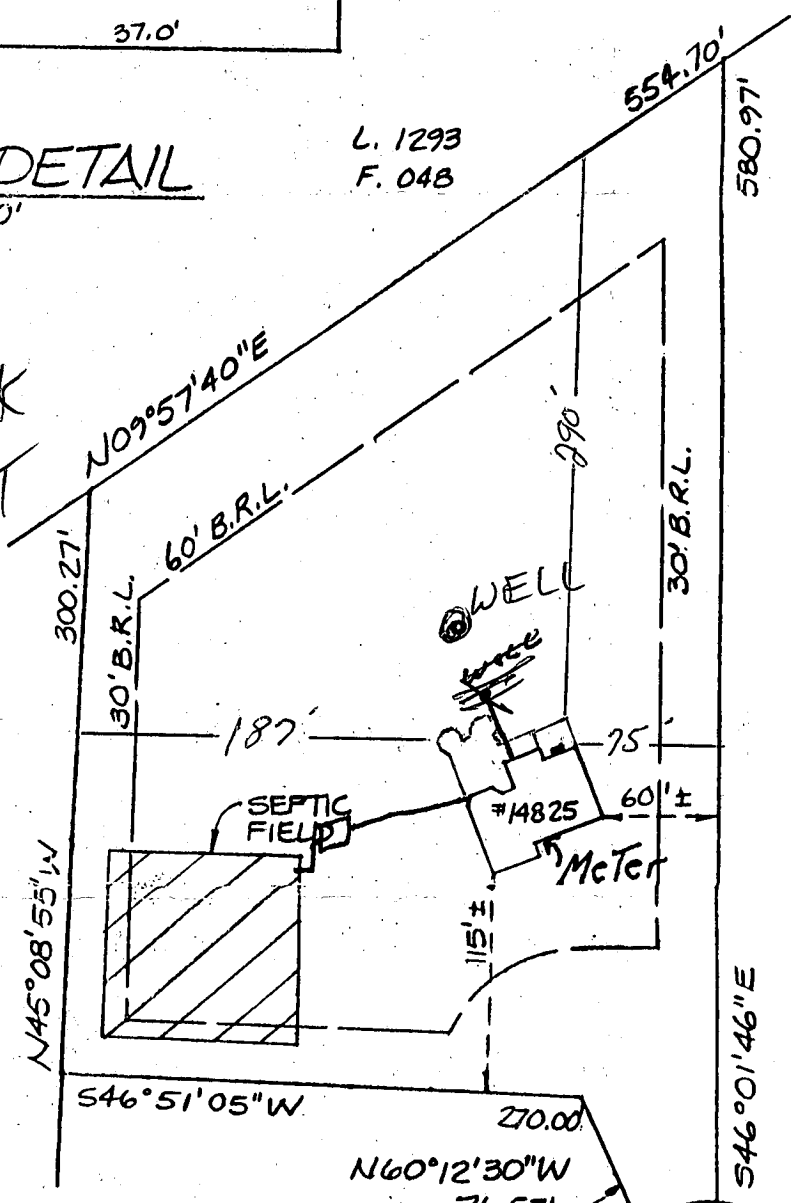 37.0'
554.70'
580.97'
L. 1293
F. 048
DETAIL
0'
K
T
N09°57'40"E
60' B.R.L.
290'
30' B.R.L.
300.27'
30' B.R.L.
WELL
WELL
187'
75'
SEPTIC
FIELD
#14825
60'±
METER
115'±
N45°08'55"W
S46°01'46"E
S46°51'05"W
270.00
N60°12'30"W